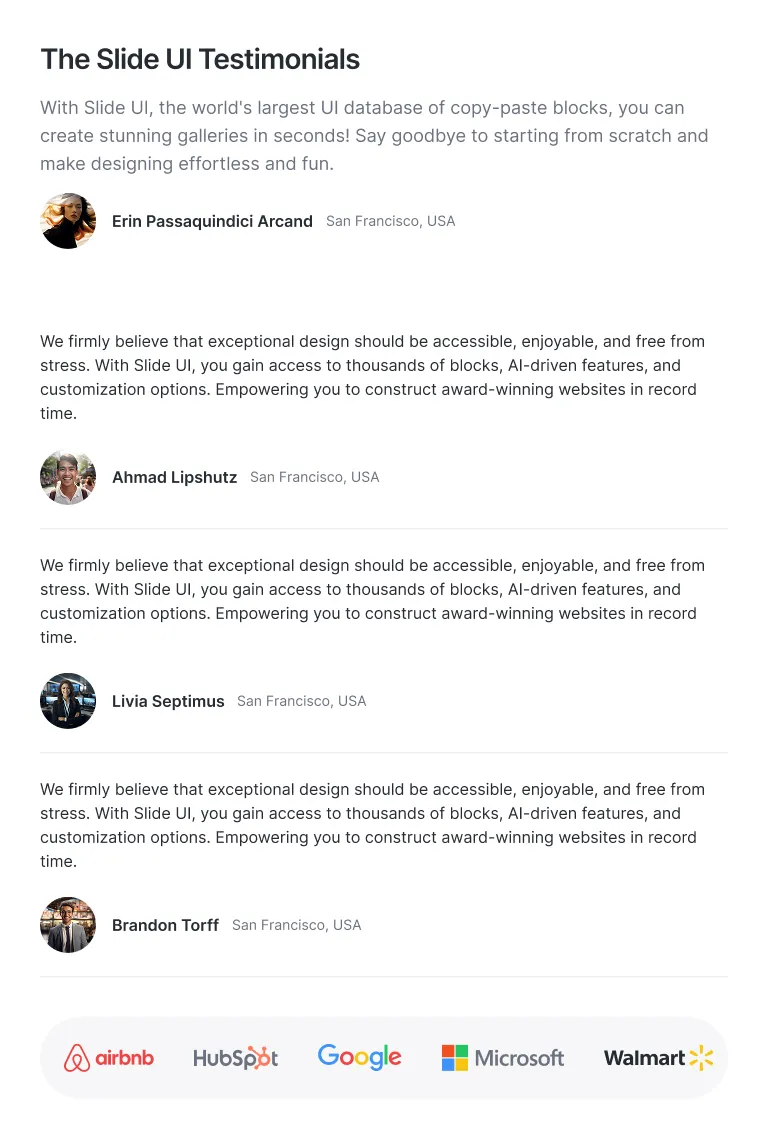 The Slide UI Testimonials
With Slide UI, the world's largest UI database of copy-paste blocks, you can
create stunning galleries in seconds! Say goodbye to starting from scratch and
make designing effortless and fun.
Erin Passaquindici Arcand San Francisco, USA
We firmly believe that exceptional design should be accessible, enjoyable, and free from
stress. With Slide UI, you gain access to thousands of blocks, AI-driven features, and
customization options. Empowering you to construct award-winning websites in record
time.
Ahmad Lipshutz San Francisco, USA
We firmly believe that exceptional design should be accessible, enjoyable, and free from
stress. With Slide UI, you gain access to thousands of blocks, AI-driven features, and
customization options. Empowering you to construct award-winning websites in record
time.
Livia Septimus San Francisco, USA
We firmly believe that exceptional design should be accessible, enjoyable, and free from
stress. With Slide UI, you gain access to thousands of blocks, AI-driven features, and
customization options. Empowering you to construct award-winning websites in record
time.
Brandon Torff San Francisco, USA
airbnb HubSpot Google Microsoft Walmart